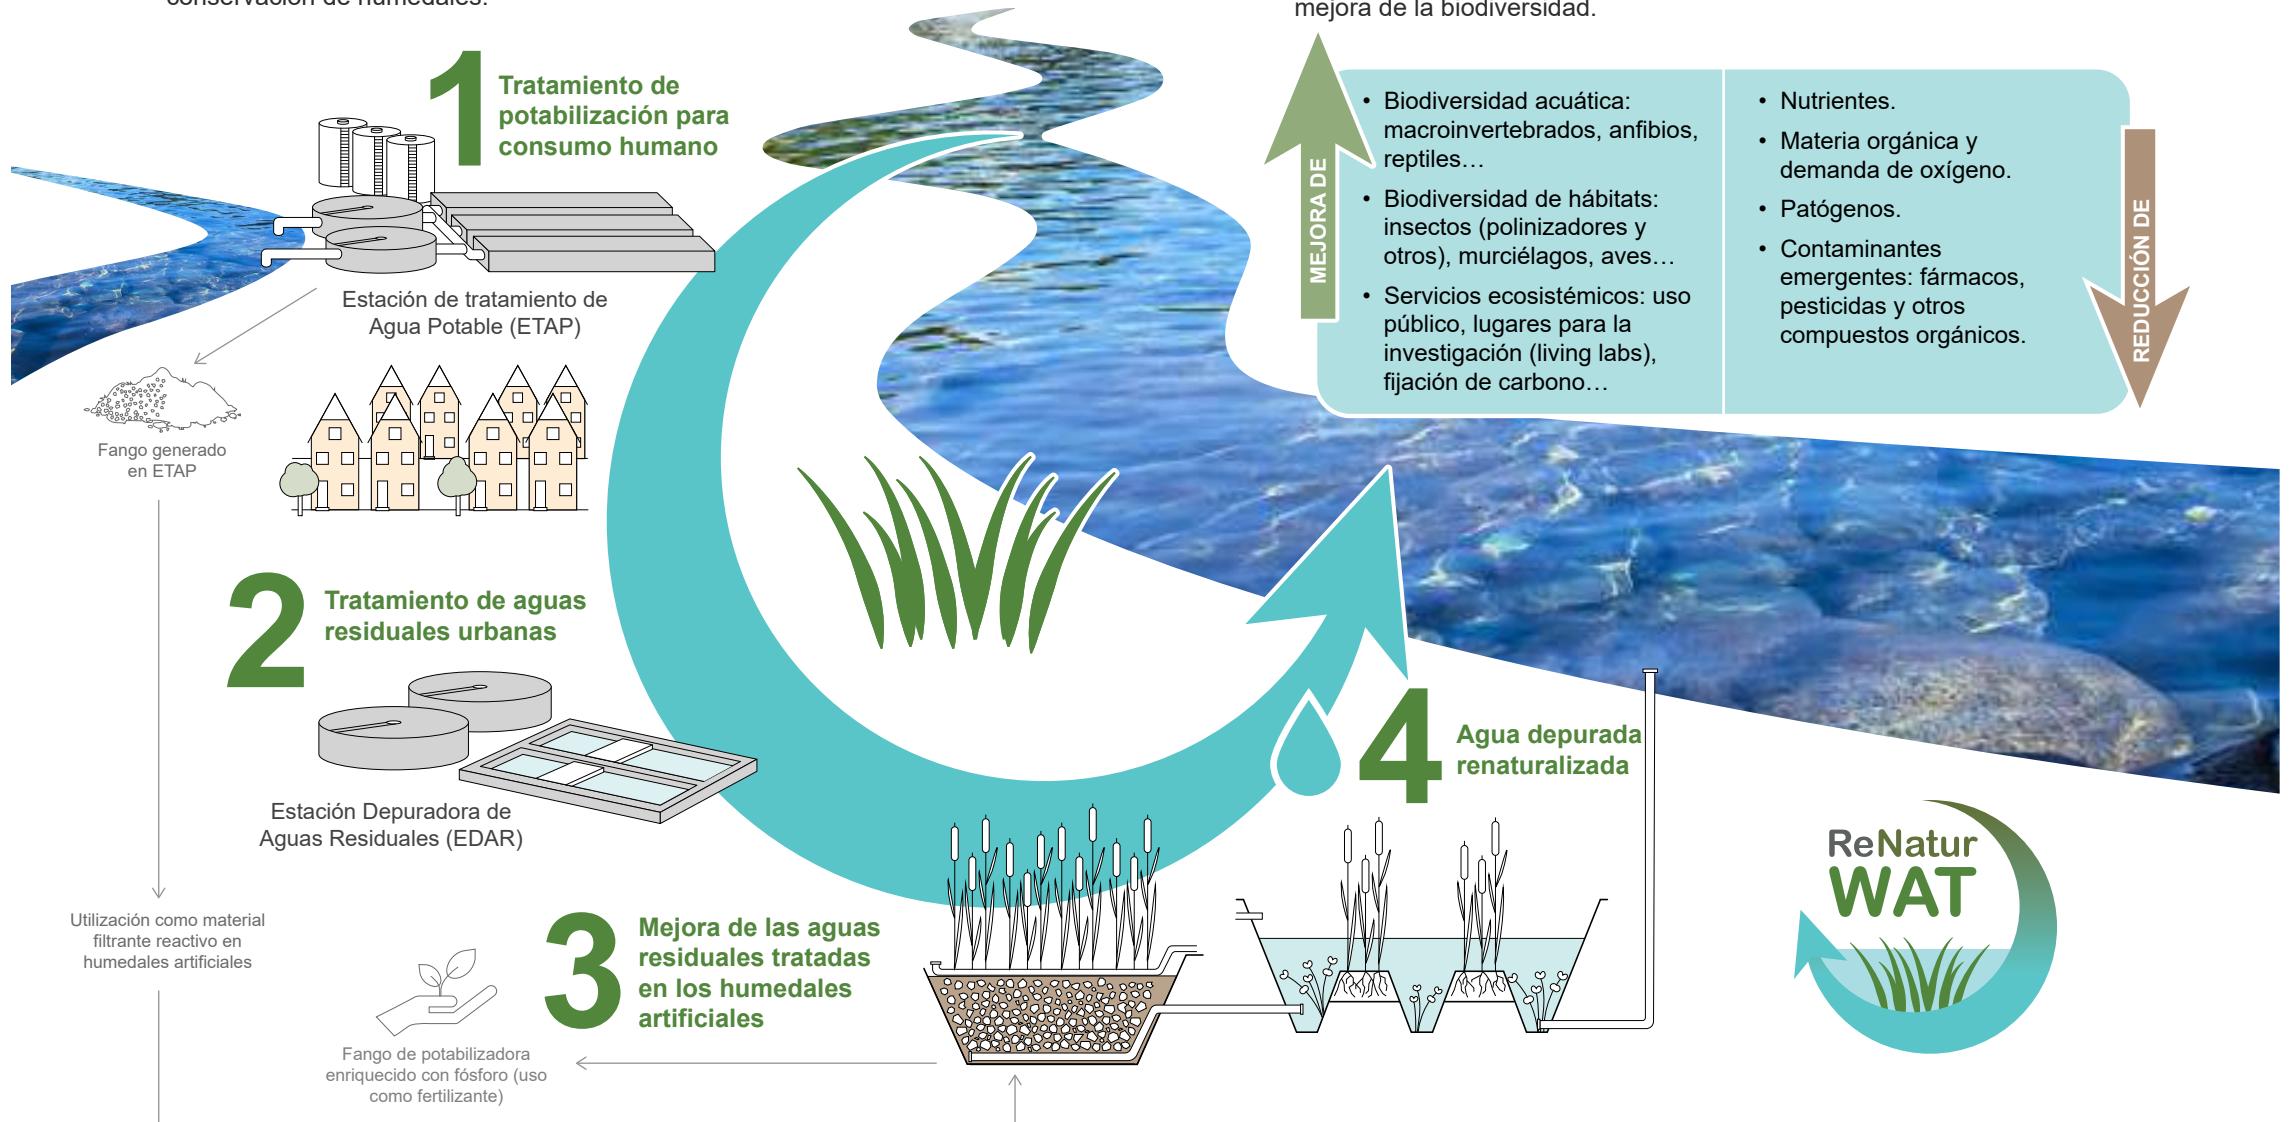 conservación de humedales.
mejora de la biodiversidad.
1
Tratamiento de
potabilización para
consumo humano
Estación de tratamiento de
Agua Potable (ETAP)
Fango generado
en ETAP
2
Tratamiento de aguas
residuales urbanas
Estación Depuradora de
Aguas Residuales (EDAR)
Utilización como material
filtrante reactivo en
humedales artificiales
3
Mejora de las aguas
residuales tratadas
en los humedales
artificiales
Fango de potabilizadora
enriquecido con fósforo (uso
como fertilizante)
4
Agua depurada
renaturalizada
MEJORA DE
• Biodiversidad acuática:
macroinvertebrados, anfibios,
reptiles…
• Biodiversidad de hábitats:
insectos (polinizadores y
otros), murciélagos, aves…
• Servicios ecosistémicos: uso
público, lugares para la
investigación (living labs),
fijación de carbono…
• Nutrientes.
• Materia orgánica y
demanda de oxígeno.
• Patógenos.
• Contaminantes
emergentes: fármacos,
pesticidas y otros
compuestos orgánicos.
REDUCCIÓN DE
ReNatur
WAT